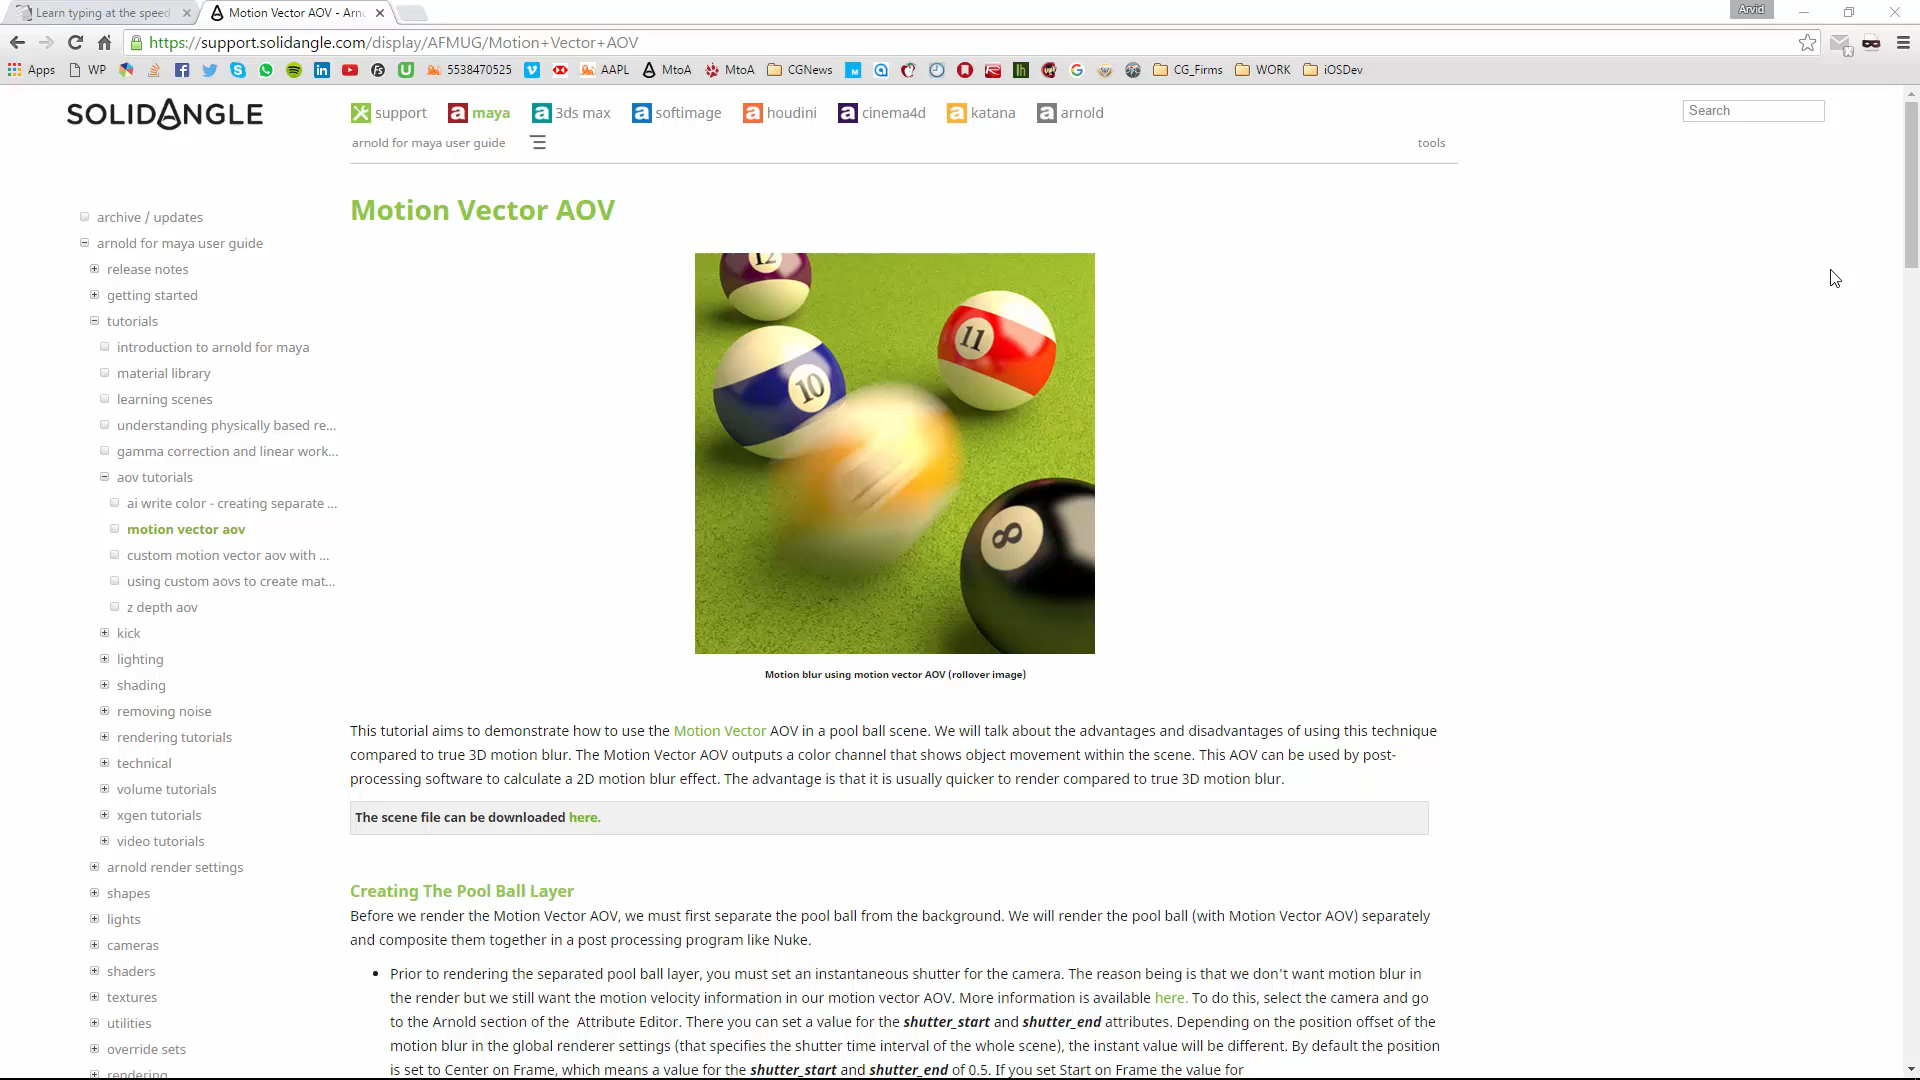 Learn typing at the speed
Motion Vector AOV - Arno
Arvid
https://support.solidangle.com/display/AFMUG/Motion+Vector+AOV
Apps WP 5538470525 AAPL MtoA MtoA CGNews CG_Firms WORK iOSDev
SOLIDANGLE
support maya 3ds max softimage houdini cinema4d katana arnold
Search
arnold for maya user guide
tools
Motion Vector AOV
archive / updates
arnold for maya user guide
release notes
getting started
tutorials
introduction to arnold for maya
material library
learning scenes
understanding physically based re...
gamma correction and linear work...
aov tutorials
ai write color - creating separate ...
motion vector aov
custom motion vector aov with ...
using custom aovs to create mat...
z depth aov
kick
lighting
shading
removing noise
rendering tutorials
technical
volume tutorials
xgen tutorials
video tutorials
arnold render settings
shapes
lights
cameras
shaders
textures
utilities
override sets
rendering
12
11
10
8
Motion blur using motion vector AOV (rollover image)
This tutorial aims to demonstrate how to use the Motion Vector AOV in a pool ball scene. We will talk about the advantages and disadvantages of using this technique
compared to true 3D motion blur. The Motion Vector AOV outputs a color channel that shows object movement within the scene. This AOV can be used by post-
processing software to calculate a 2D motion blur effect. The advantage is that it is usually quicker to render compared to true 3D motion blur.
The scene file can be downloaded here.
Creating The Pool Ball Layer
Before we render the Motion Vector AOV, we must first separate the pool ball from the background. We will render the pool ball (with Motion Vector AOV) separately
and composite them together in a post processing program like Nuke.
• Prior to rendering the separated pool ball layer, you must set an instantaneous shutter for the camera. The reason being is that we don't want motion blur in
the render but we still want the motion velocity information in our motion vector AOV. More information is available here. To do this, select the camera and go
to the Arnold section of the Attribute Editor. There you can set a value for the shutter_start and shutter_end attributes. Depending on the position offset of the
motion blur in the global renderer settings (that specifies the shutter time interval of the whole scene), the instant value will be different. By default the position
is set to Center on Frame, which means a value for the shutter_start and shutter_end of 0.5. If you set Start on Frame the value for